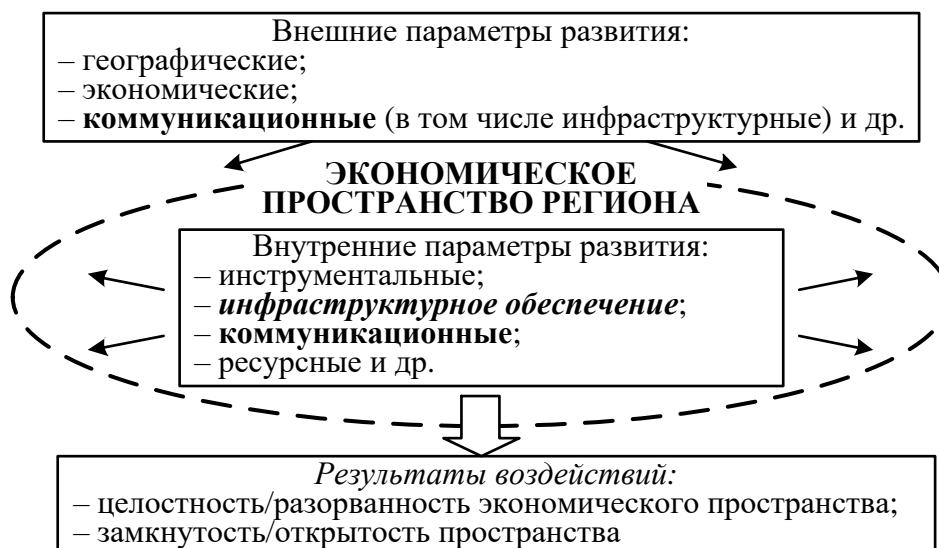 Внешние параметры развития:
– географические;
– экономические;
– коммуникационные (в том числе инфраструктурные) и др.
ЭКОНОМИЧЕСКОЕ
ПРОСТРАНСТВО РЕГИОНА
Внутренние параметры развития:
– инструментальные;
– инфраструктурное обеспечение;
– коммуникационные;
– ресурсные и др.
Результаты воздействий:
– целостность/разорванность экономического пространства;
– замкнутость/открытость пространства